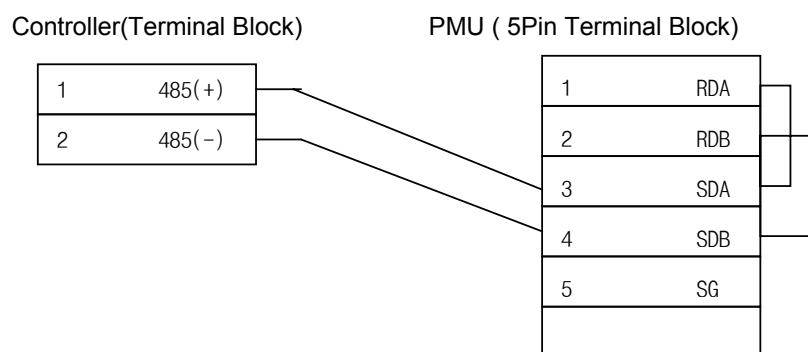 Controller(Terminal Block)
PMU ( 5Pin Terminal Block)
1 485(+)
2 485(-)
1 RDA
2 RDB
3 SDA
4 SDB
5 SG